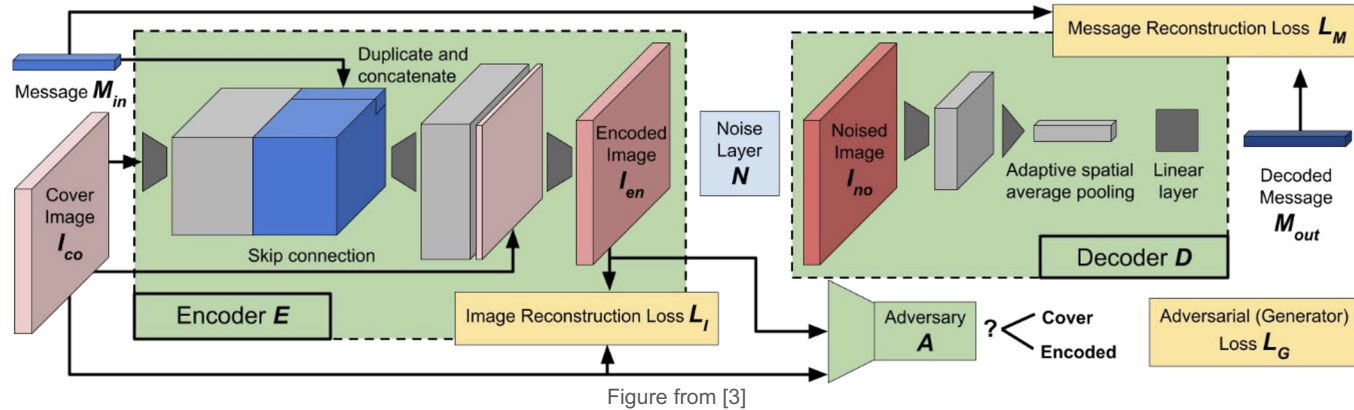 Message M_in
Duplicate and
concatenate
Cover
Image
I_co
Skip connection
Encoded
Image
I_en
Encoder E
Image Reconstruction Loss L_I
Noise
Layer
N
Noised
Image
I_no
Adaptive spatial
average pooling
Linear
layer
Decoder D
Message Reconstruction Loss L_M
Decoded
Message
M_out
Adversary
A
?
Cover
Encoded
Adversarial (Generator)
Loss L_G
Figure from [3]